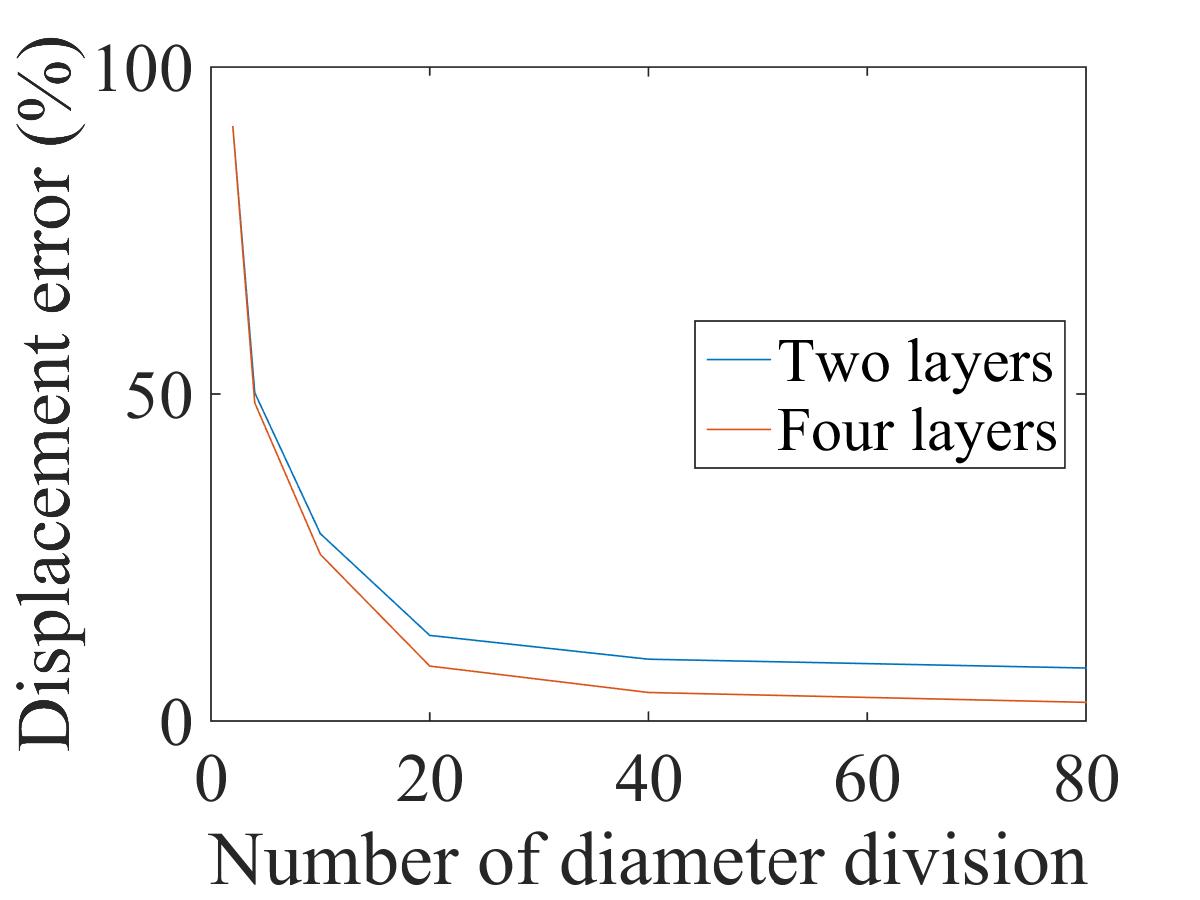 Displacement error (%)
100
50
0
Two layers
Four layers
0 20 40 60 80
Number of diameter division